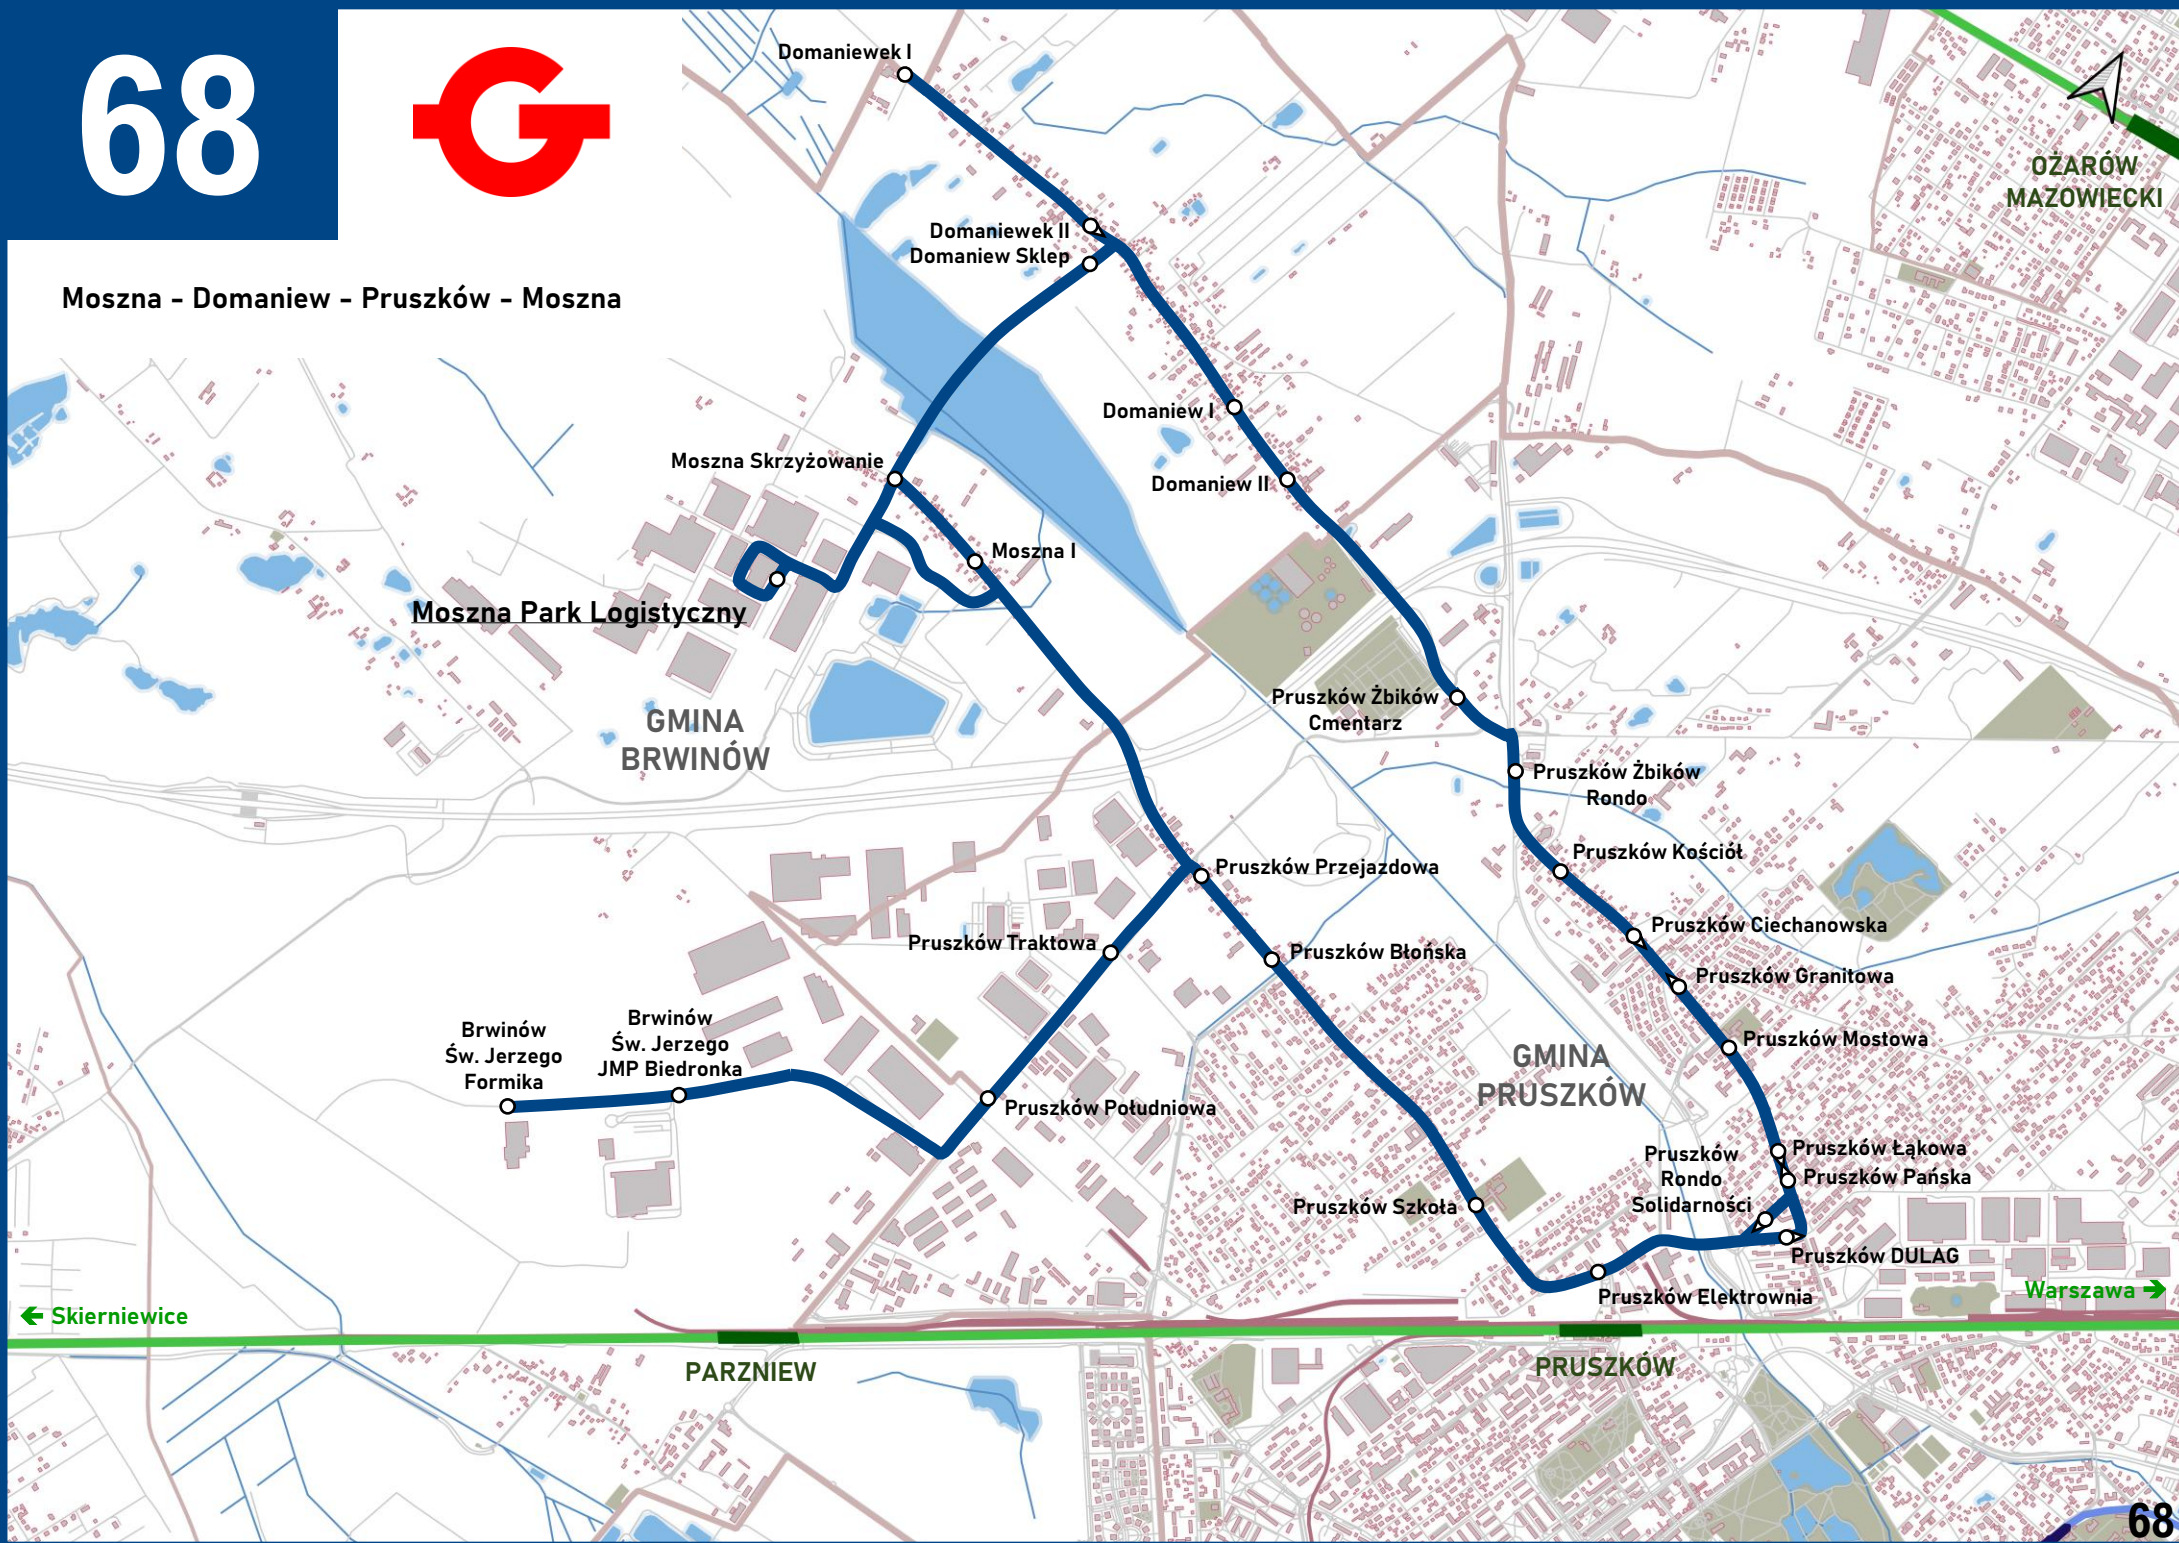 68
G
Moszna - Domaniew - Pruszków - Moszna
Domaniewek I
OŻARÓW
MAZOWIECKI
Domaniewek II
Domaniew Sklep
Domaniew I
Moszna Skrzyżowanie
Domaniew II
Moszna I
Moszna Park Logistyczny
GMINA
BRWINÓW
Pruszków Żbików
Cmentarz
Pruszków Żbików
Rondo
Pruszków Kościół
Pruszków Przejazdowa
Pruszków Ciechanowska
Pruszków Traktowa
Pruszków Błońska
Pruszków Granitowa
Brwinów
Św. Jerzego
Formika
Brwinów
Św. Jerzego
JMP Biedronka
Pruszków Mostowa
GMINA
PRUSZKÓW
Pruszków Południowa
Pruszków Łąkowa
Pruszków
Rondo
Solidarności
Pruszków Pańska
Pruszków Szkoła
Pruszków DULAG
Pruszków Elektrownia
← Skierniewice
Warszawa →
PARZNIEW
PRUSZKÓW
68